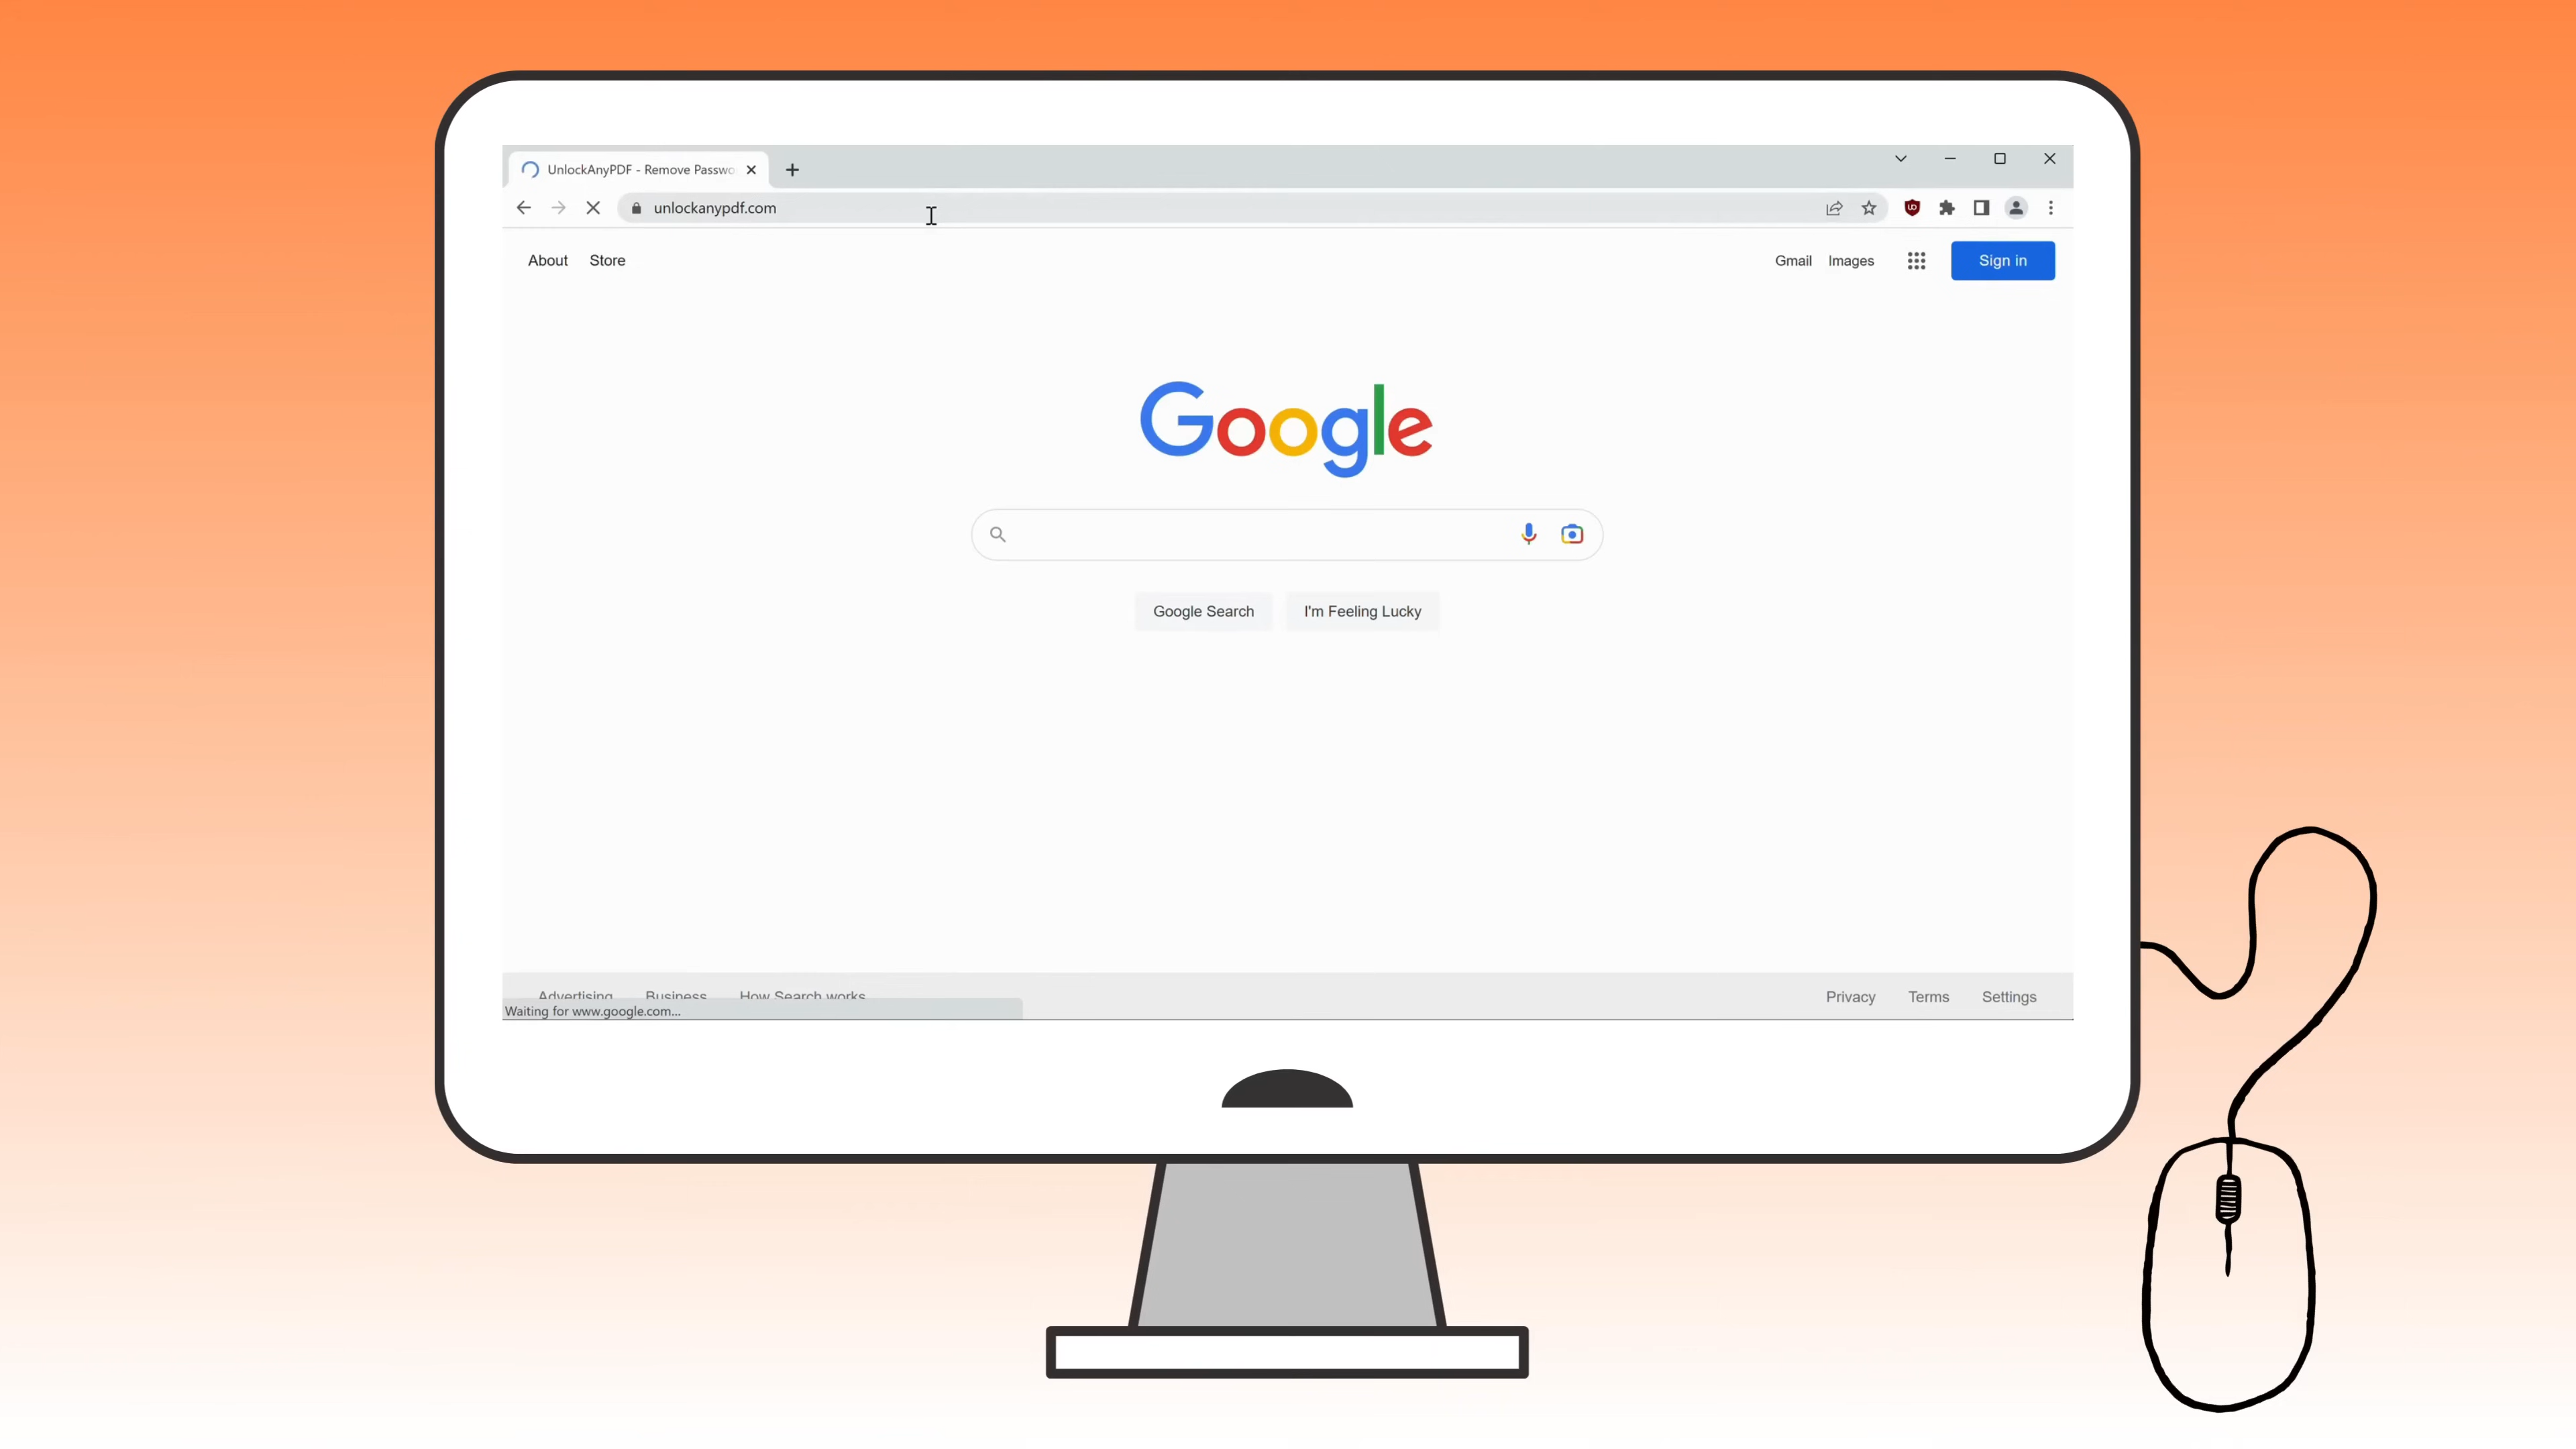 UnlockAnyPDF - Remove Passwo
unlockanypdf.com
About Store Gmail Images Sign in
Google
Google Search I'm Feeling Lucky
Advertising Business How Search works Privacy Terms Settings
Waiting for www.google.com...